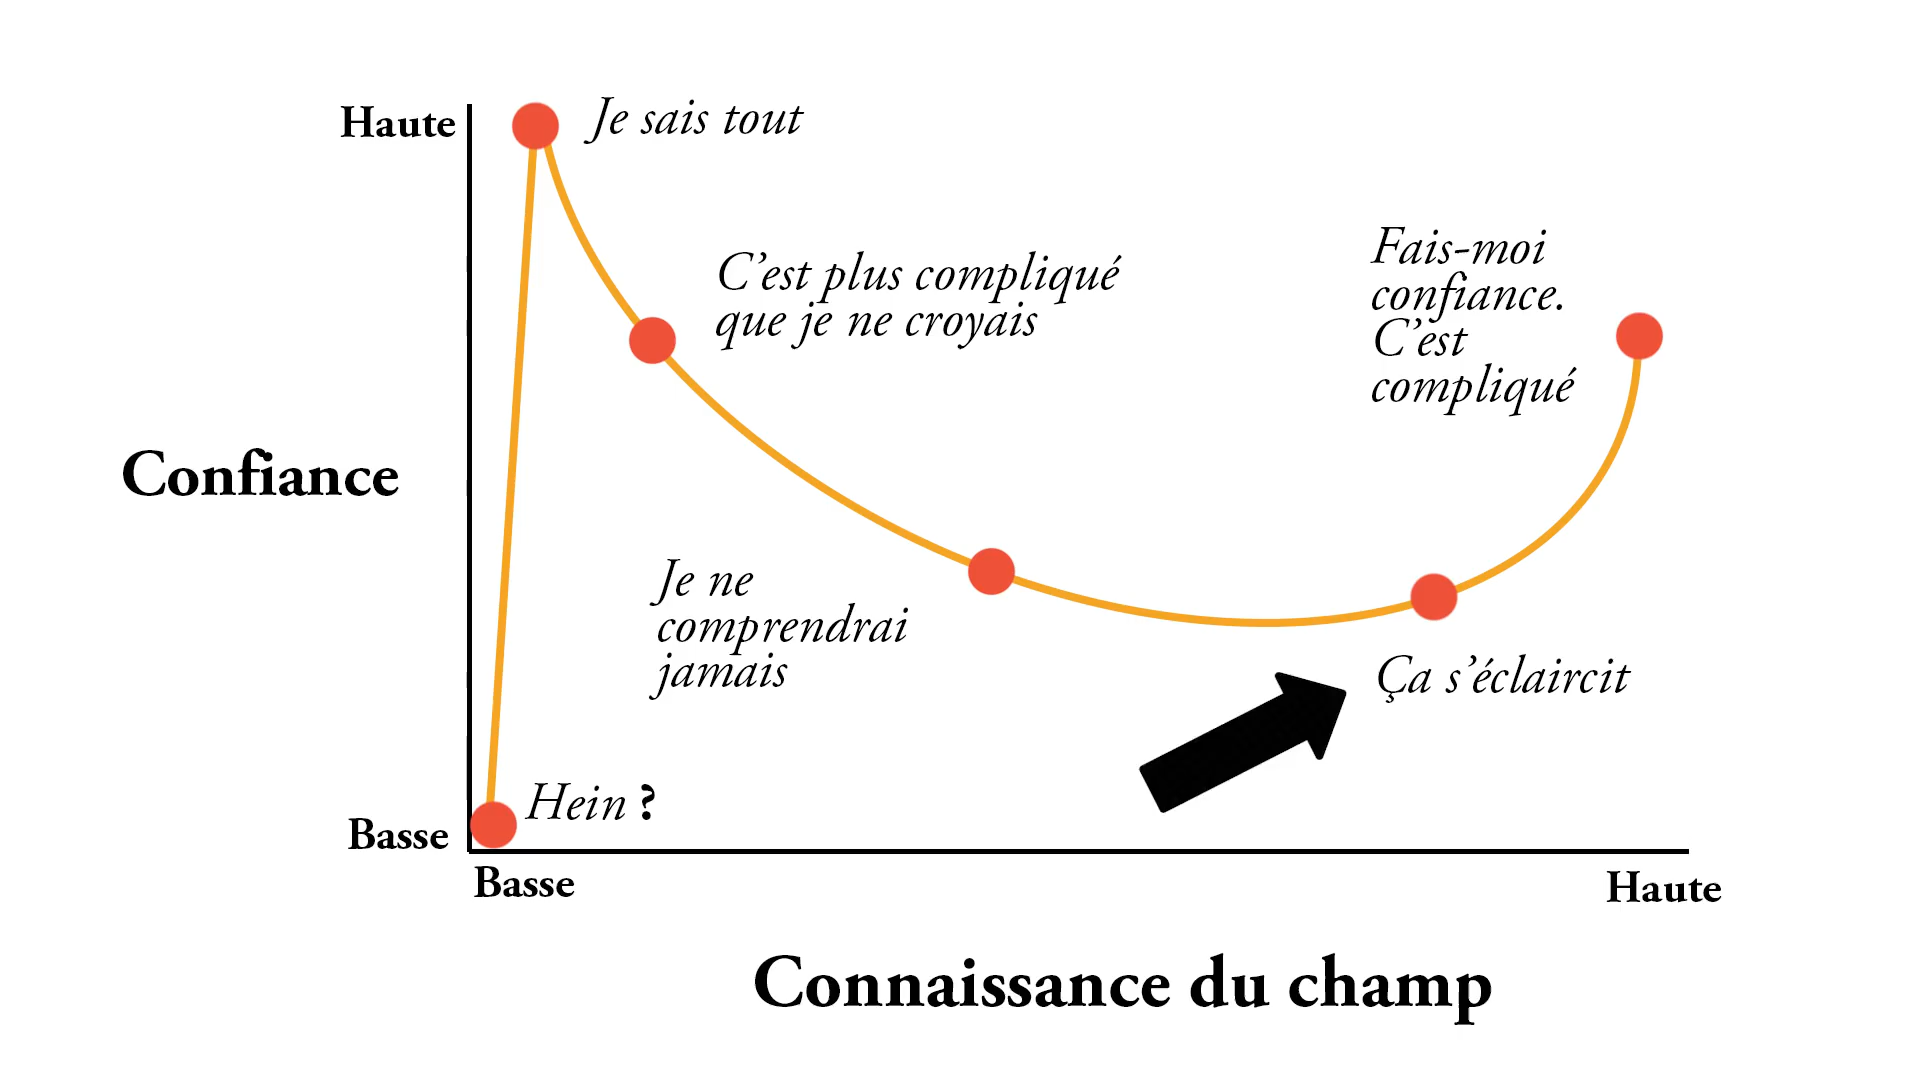 Haute
Je sais tout
C’est plus compliqué
que je ne croyais
Fais-moi
confiance.
C’est
compliqué
Confiance
Je ne
comprendrai
jamais
Ça s’éclaircit
Hein ?
Basse
Basse
Haute
Connaissance du champ